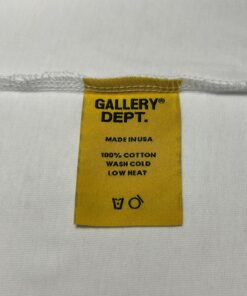 GALLERY®
DEPT.
MADE IN USA
100% COTTON
WASH COLD
LOW HEAT